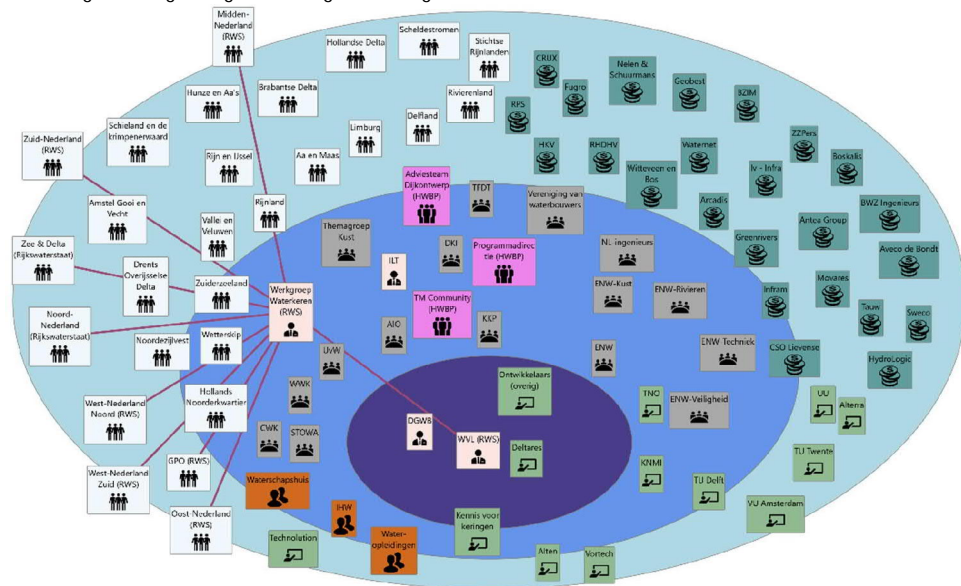 Midden-
Nederland
(RWS)
Hollandse Delta
Scheldestromen
Stichtse
Rijnlanden
CRUX
Fugro
Nelen &
Schuurmans
Geobest
BZIM
Hunze en Aa's
Brabantse Delta
Rivierenland
RPS
Zuid-Nederland
(RWS)
Schieland en de
krimpenerwaard
Limburg
Delfland
ZZPers
Rijn en IJssel
Aa en Maas
HKV
RHDHV
Waternet
Boskalis
Adviesteam
Dijkontwerp
(HWBP)
Witteveen en
Bos
Iv - Infra
Amstel Gooi en
Vecht
Vallei en
Veluwen
Rijnland
TFDT
Vereniging van
waterbouwers
Arcadis
Antea Group
BWZ Ingenieurs
Themagroep
Kust
DKI
Programmadirec
tie (HWBP)
NL ingenieurs
Greenrivers
Aveco de Bondt
Zee & Delta
(Rijkswaterstaat)
Drents
Overijsselse
Delta
Zuiderzeeland
Werkgroep
Waterkeren
(RWS)
ILT
ENW-Kust
ENW-Rivieren
Infram
Movares
Noord-
Nederland
(Rijkswaterstaat)
Noordezijlvest
Wetterskip
AIO
TM Community
(HWBP)
KKP
Tauw
Sweco
UvW
ENW
ENW-Techniek
CSO Lievense
HydroLogic
West-Nederland
Noord (RWS)
Hollands
Noorderkwartier
WWK
Ontwikkelaars
(overig)
TNO
ENW-Veiligheid
UU
Alterra
CWK
STOWA
DGWB
WVL (RWS)
Deltares
West-Nederland
Zuid (RWS)
GPO (RWS)
Waterschapshuis
KNMI
TU Delft
TU Twente
Oost-Nederland
(RWS)
IHW
Water-
opleidingen
Kennis voor
keringen
VU Amsterdam
Technolution
Alten
Vortech